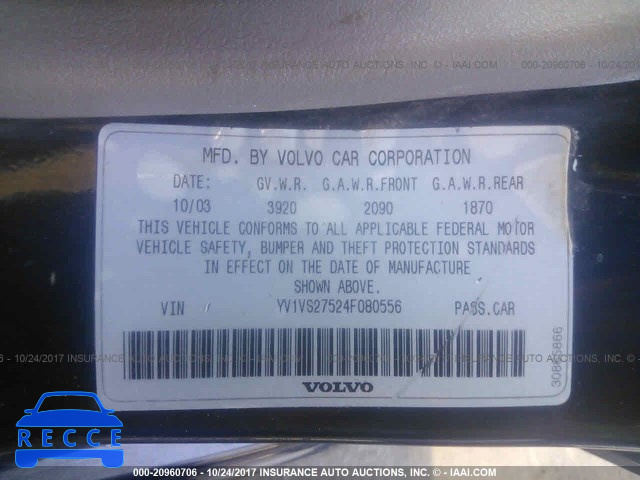 000-20960706 - 10/24/2017 INSURANCE AUTO AUCTIONS, INC. © - IAAI.COM
MFD. BY VOLVO CAR CORPORATION
DATE: GV.W.R. G.A.W.R.FRONT G.A.W.R.REAR
10/03 3920 2090 1870
THIS VEHICLE CONFORMS TO ALL APPLICABLE FEDERAL MOTOR
VEHICLE SAFETY, BUMPER AND THEFT PROTECTION STANDARDS
IN EFFECT ON THE DATE OF MANUFACTURE
SHOWN ABOVE.
VIN YV1VS27524F080556 PASS.CAR
VOLVO
RECCE
000-20960706 - 10/24/2017 INSURANCE AUTO AUCTIONS, INC. © - IAAI.COM